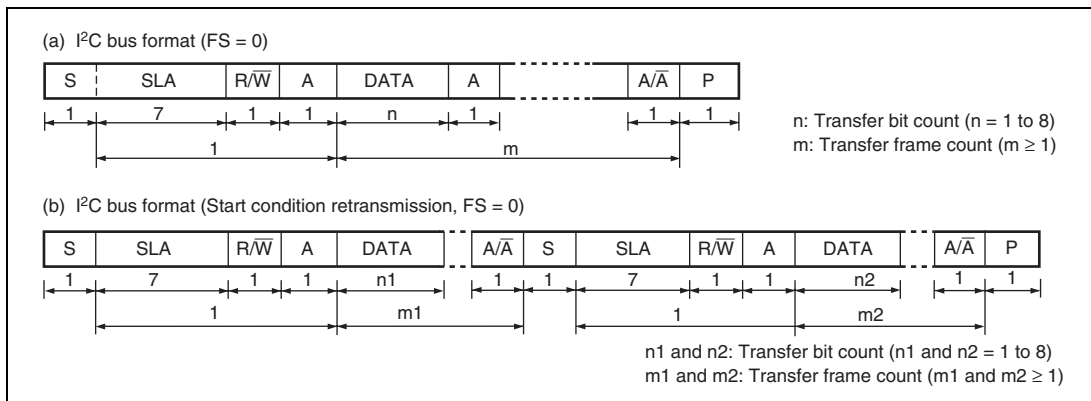 (a) I²C bus format (FS = 0)
S SLA R/W̅ A DATA A A/A̅ P
1 7 1 1 n 1 1 1
1 m
n: Transfer bit count (n = 1 to 8)
m: Transfer frame count (m ≥ 1)
(b) I²C bus format (Start condition retransmission, FS = 0)
S SLA R/W̅ A DATA A/A̅ S SLA R/W̅ A DATA A/A̅ P
1 7 1 1 n1 1 1 7 1 1 n2 1 1
1 m1 1 m2
n1 and n2: Transfer bit count (n1 and n2 = 1 to 8)
m1 and m2: Transfer frame count (m1 and m2 ≥ 1)